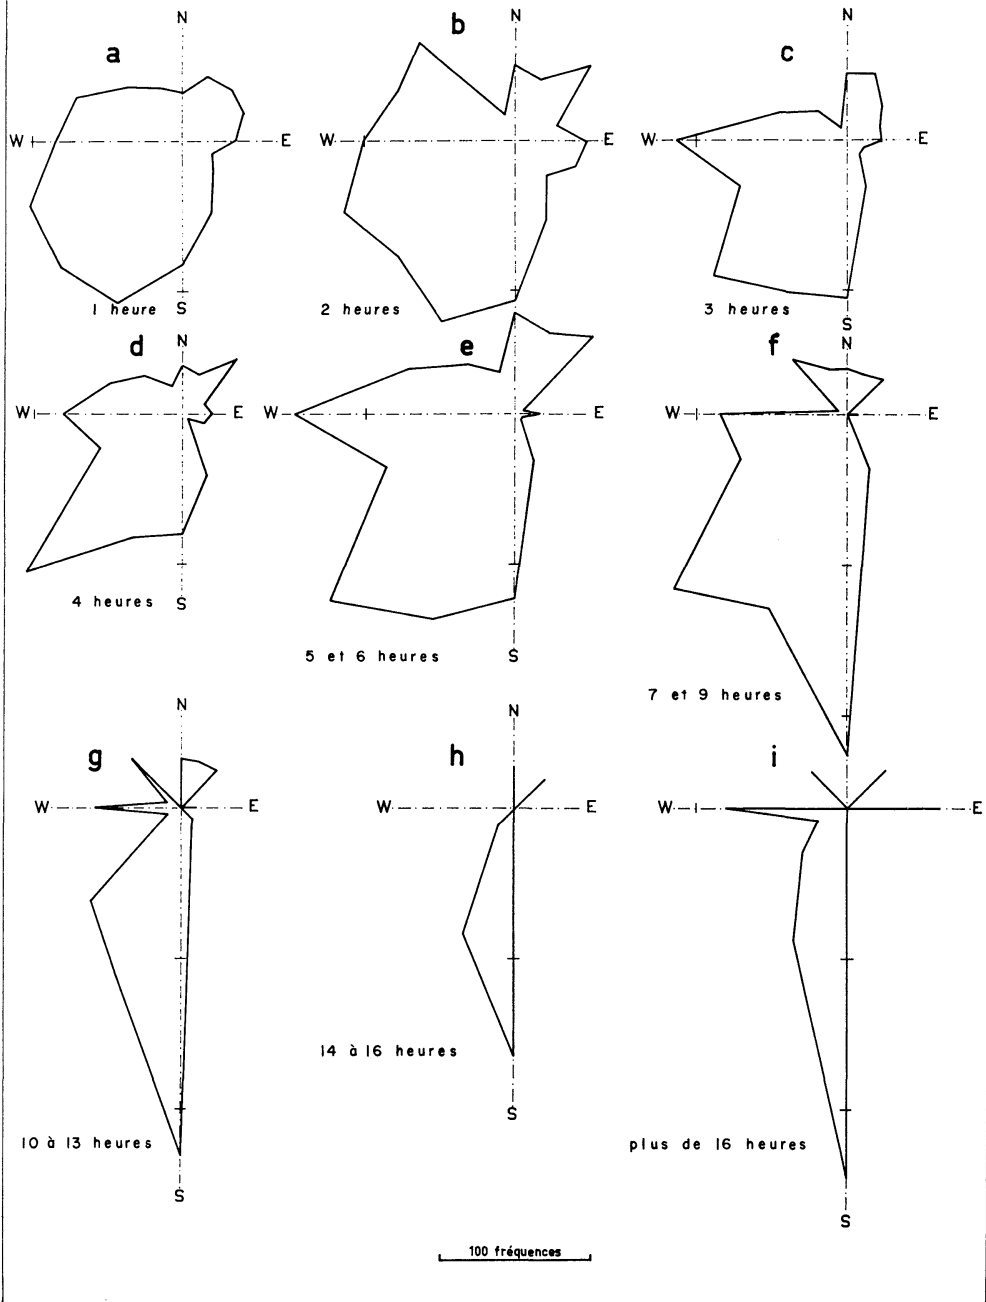 N
a
W E
1 heure
S
N
b
W E
2 heures
N
c
W E
3 heures
S
N
d
W E
4 heures
S
e
W E
5 et 6 heures
S
N
f
W E
7 et 9 heures
N
g
W E
10 à 13 heures
S
N
h
W E
14 à 16 heures
S
i
W E
plus de 16 heures
S
100 fréquences